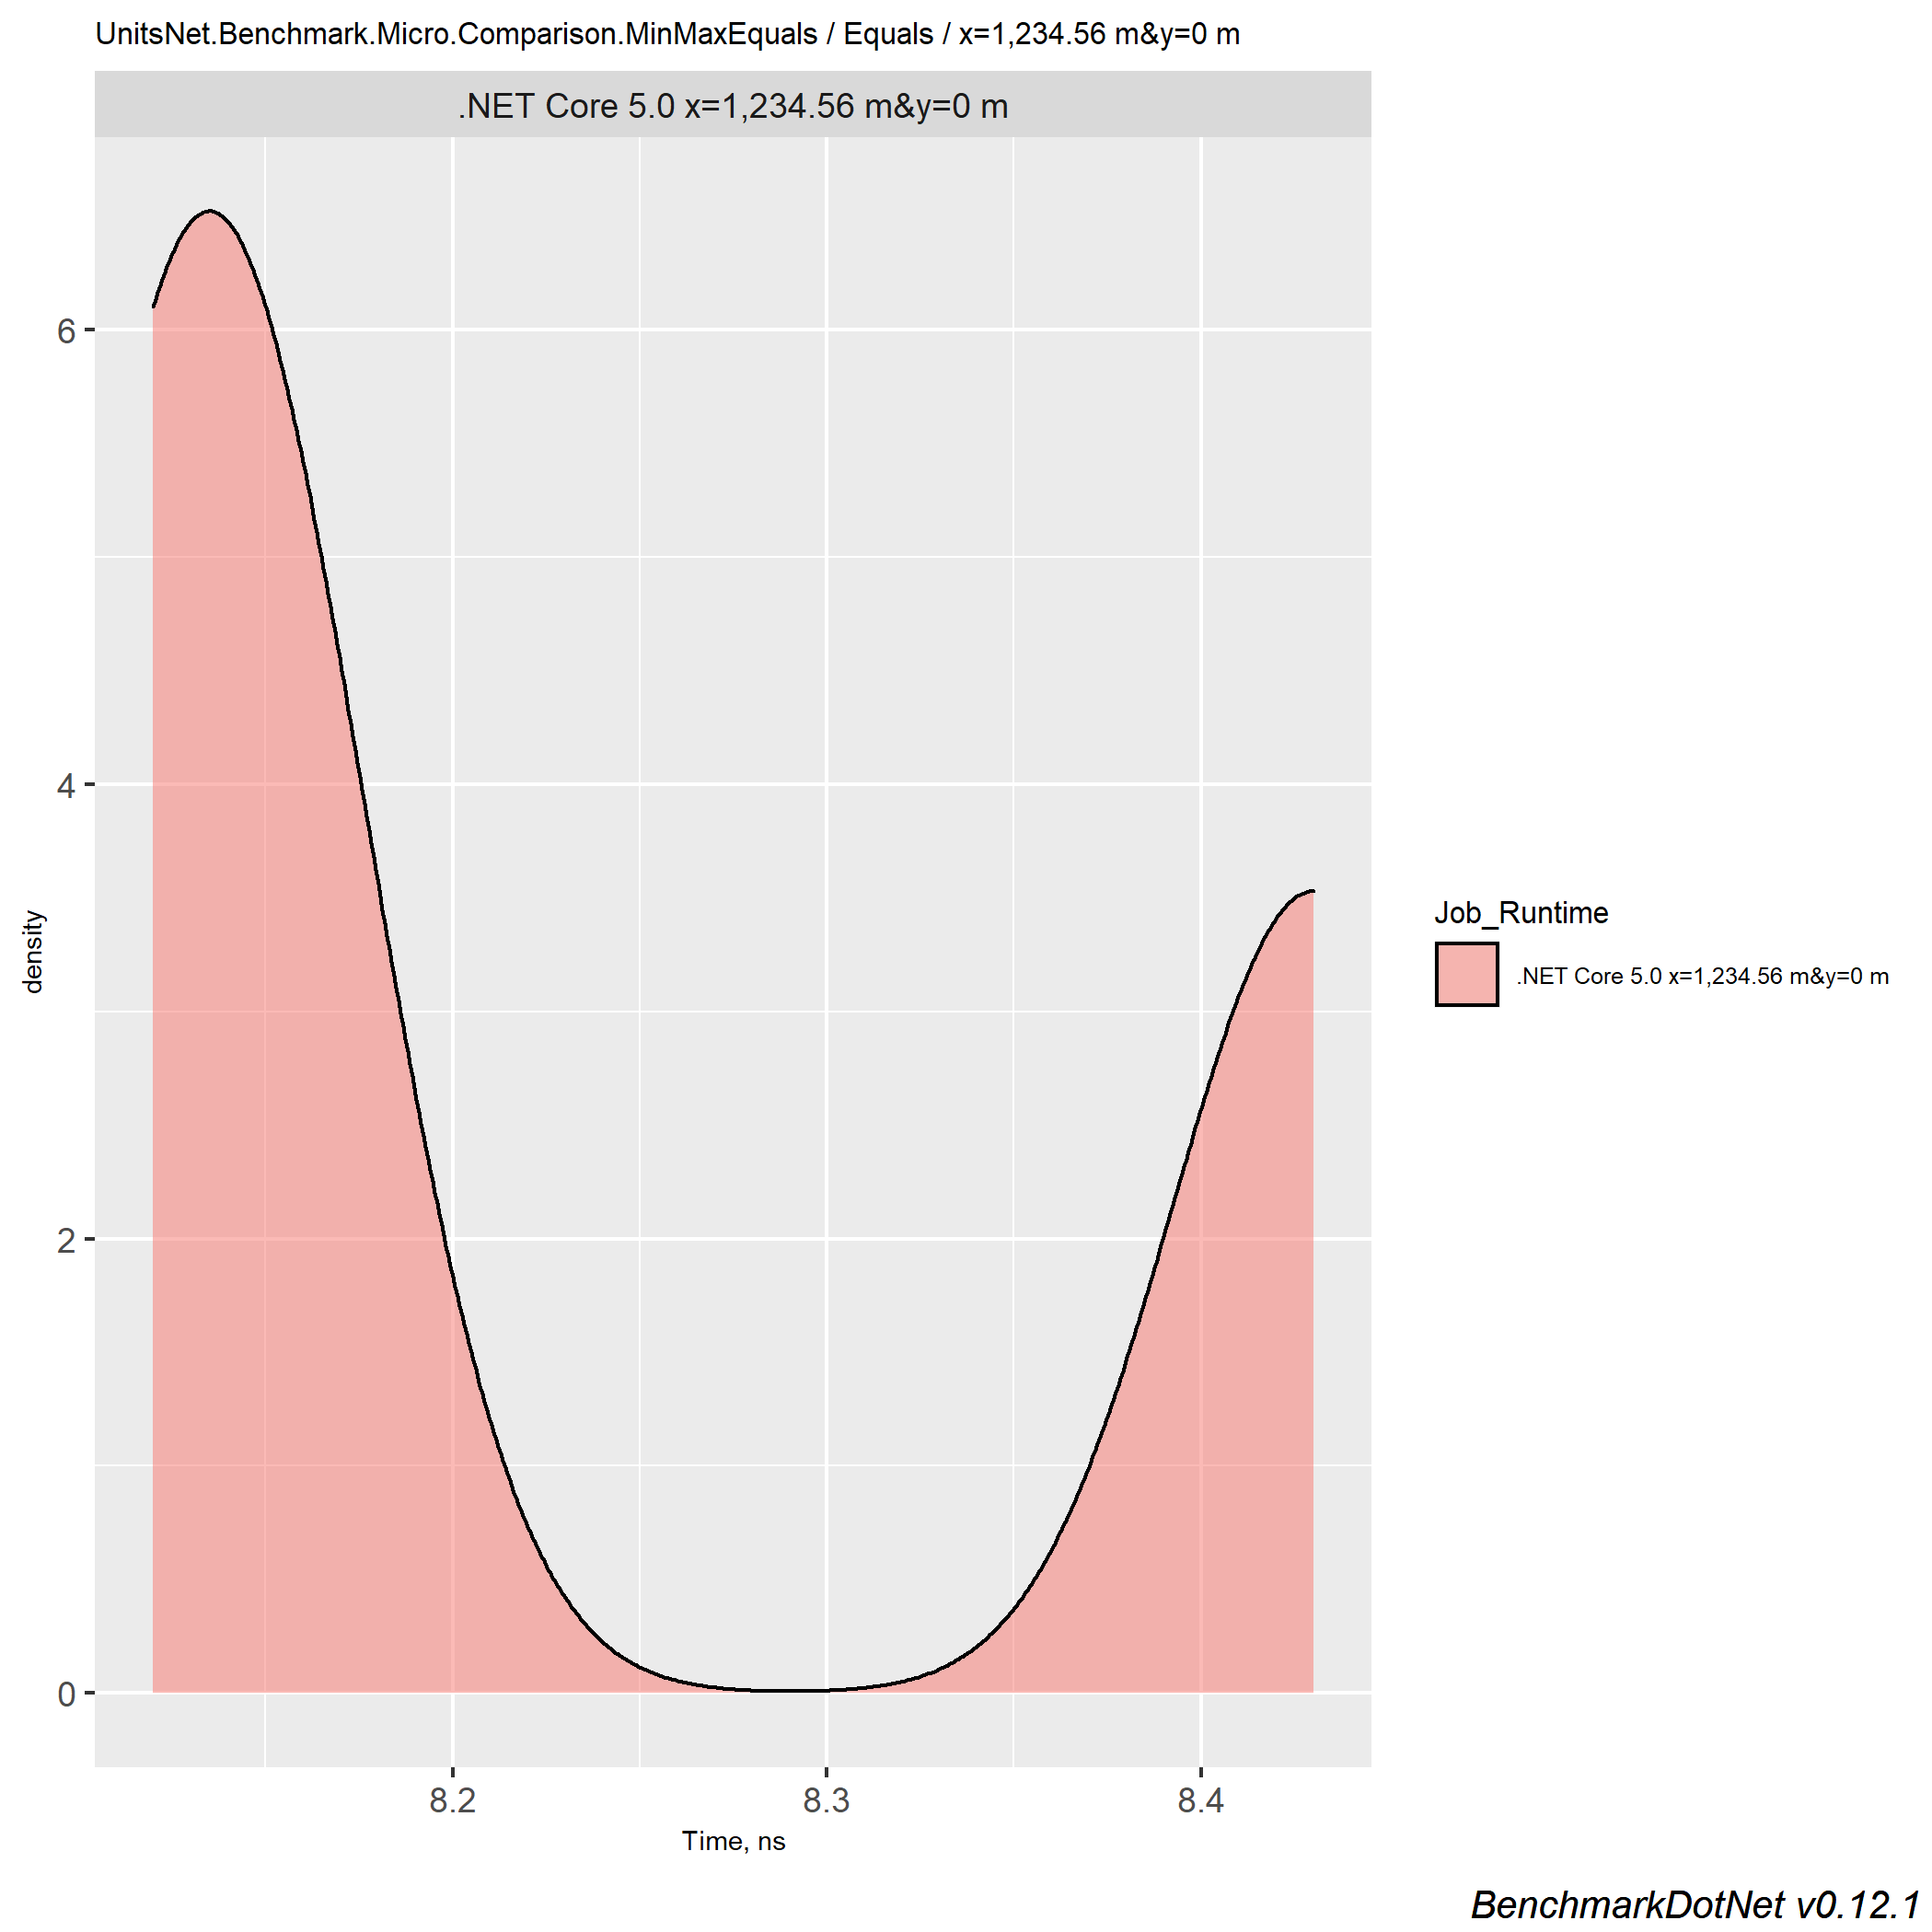 UnitsNet.Benchmark.Micro.Comparison.MinMaxEquals / Equals / x=1,234.56 m&y=0 m
.NET Core 5.0 x=1,234.56 m&y=0 m
6
4
2
0
density
8.2 8.3 8.4
Time, ns
Job_Runtime
.NET Core 5.0 x=1,234.56 m&y=0 m
BenchmarkDotNet v0.12.1